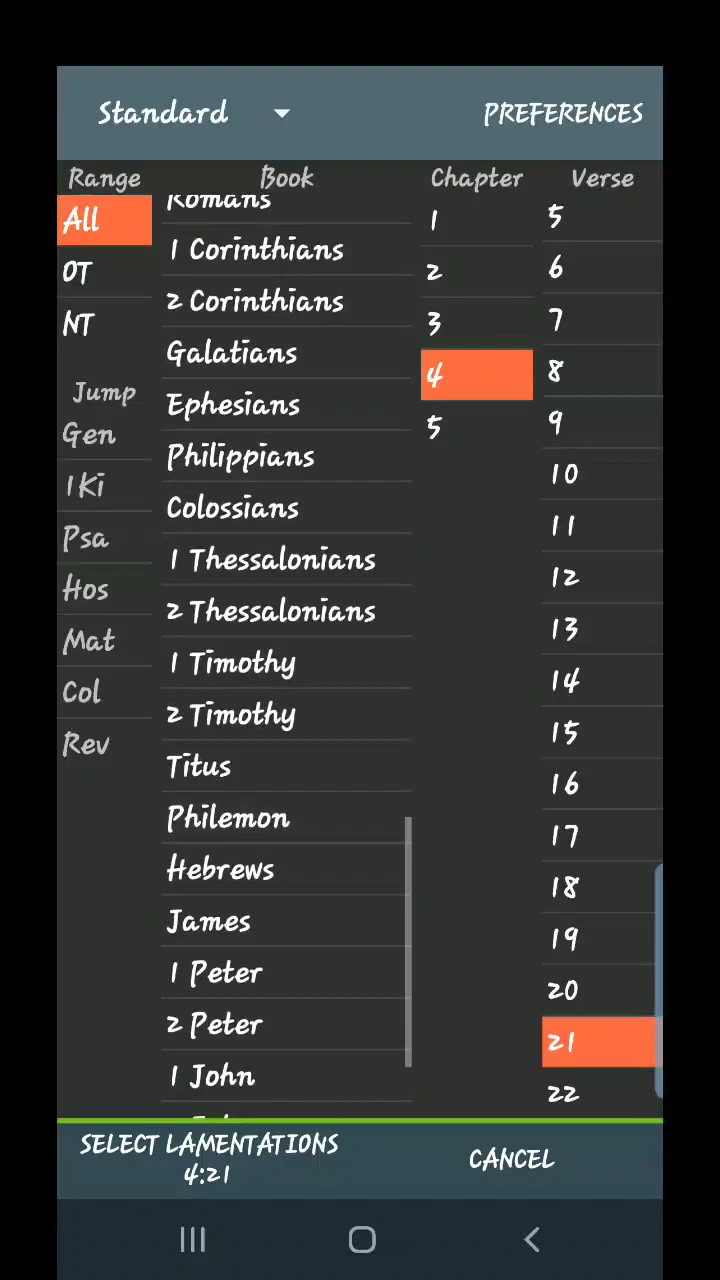 Standard
PREFERENCES
Range
Book
Chapter
Verse
All
OT
NT
Jump
Gen
1Ki
Psa
Hos
Mat
Col
Rev
Romans
1 Corinthians
2 Corinthians
Galatians
Ephesians
Philippians
Colossians
1 Thessalonians
2 Thessalonians
1 Timothy
2 Timothy
Titus
Philemon
Hebrews
James
1 Peter
2 Peter
1 John
1
2
3
4
5
5
6
7
8
9
10
11
12
13
14
15
16
17
18
19
20
21
22
SELECT LAMENTATIONS
4:21
CANCEL